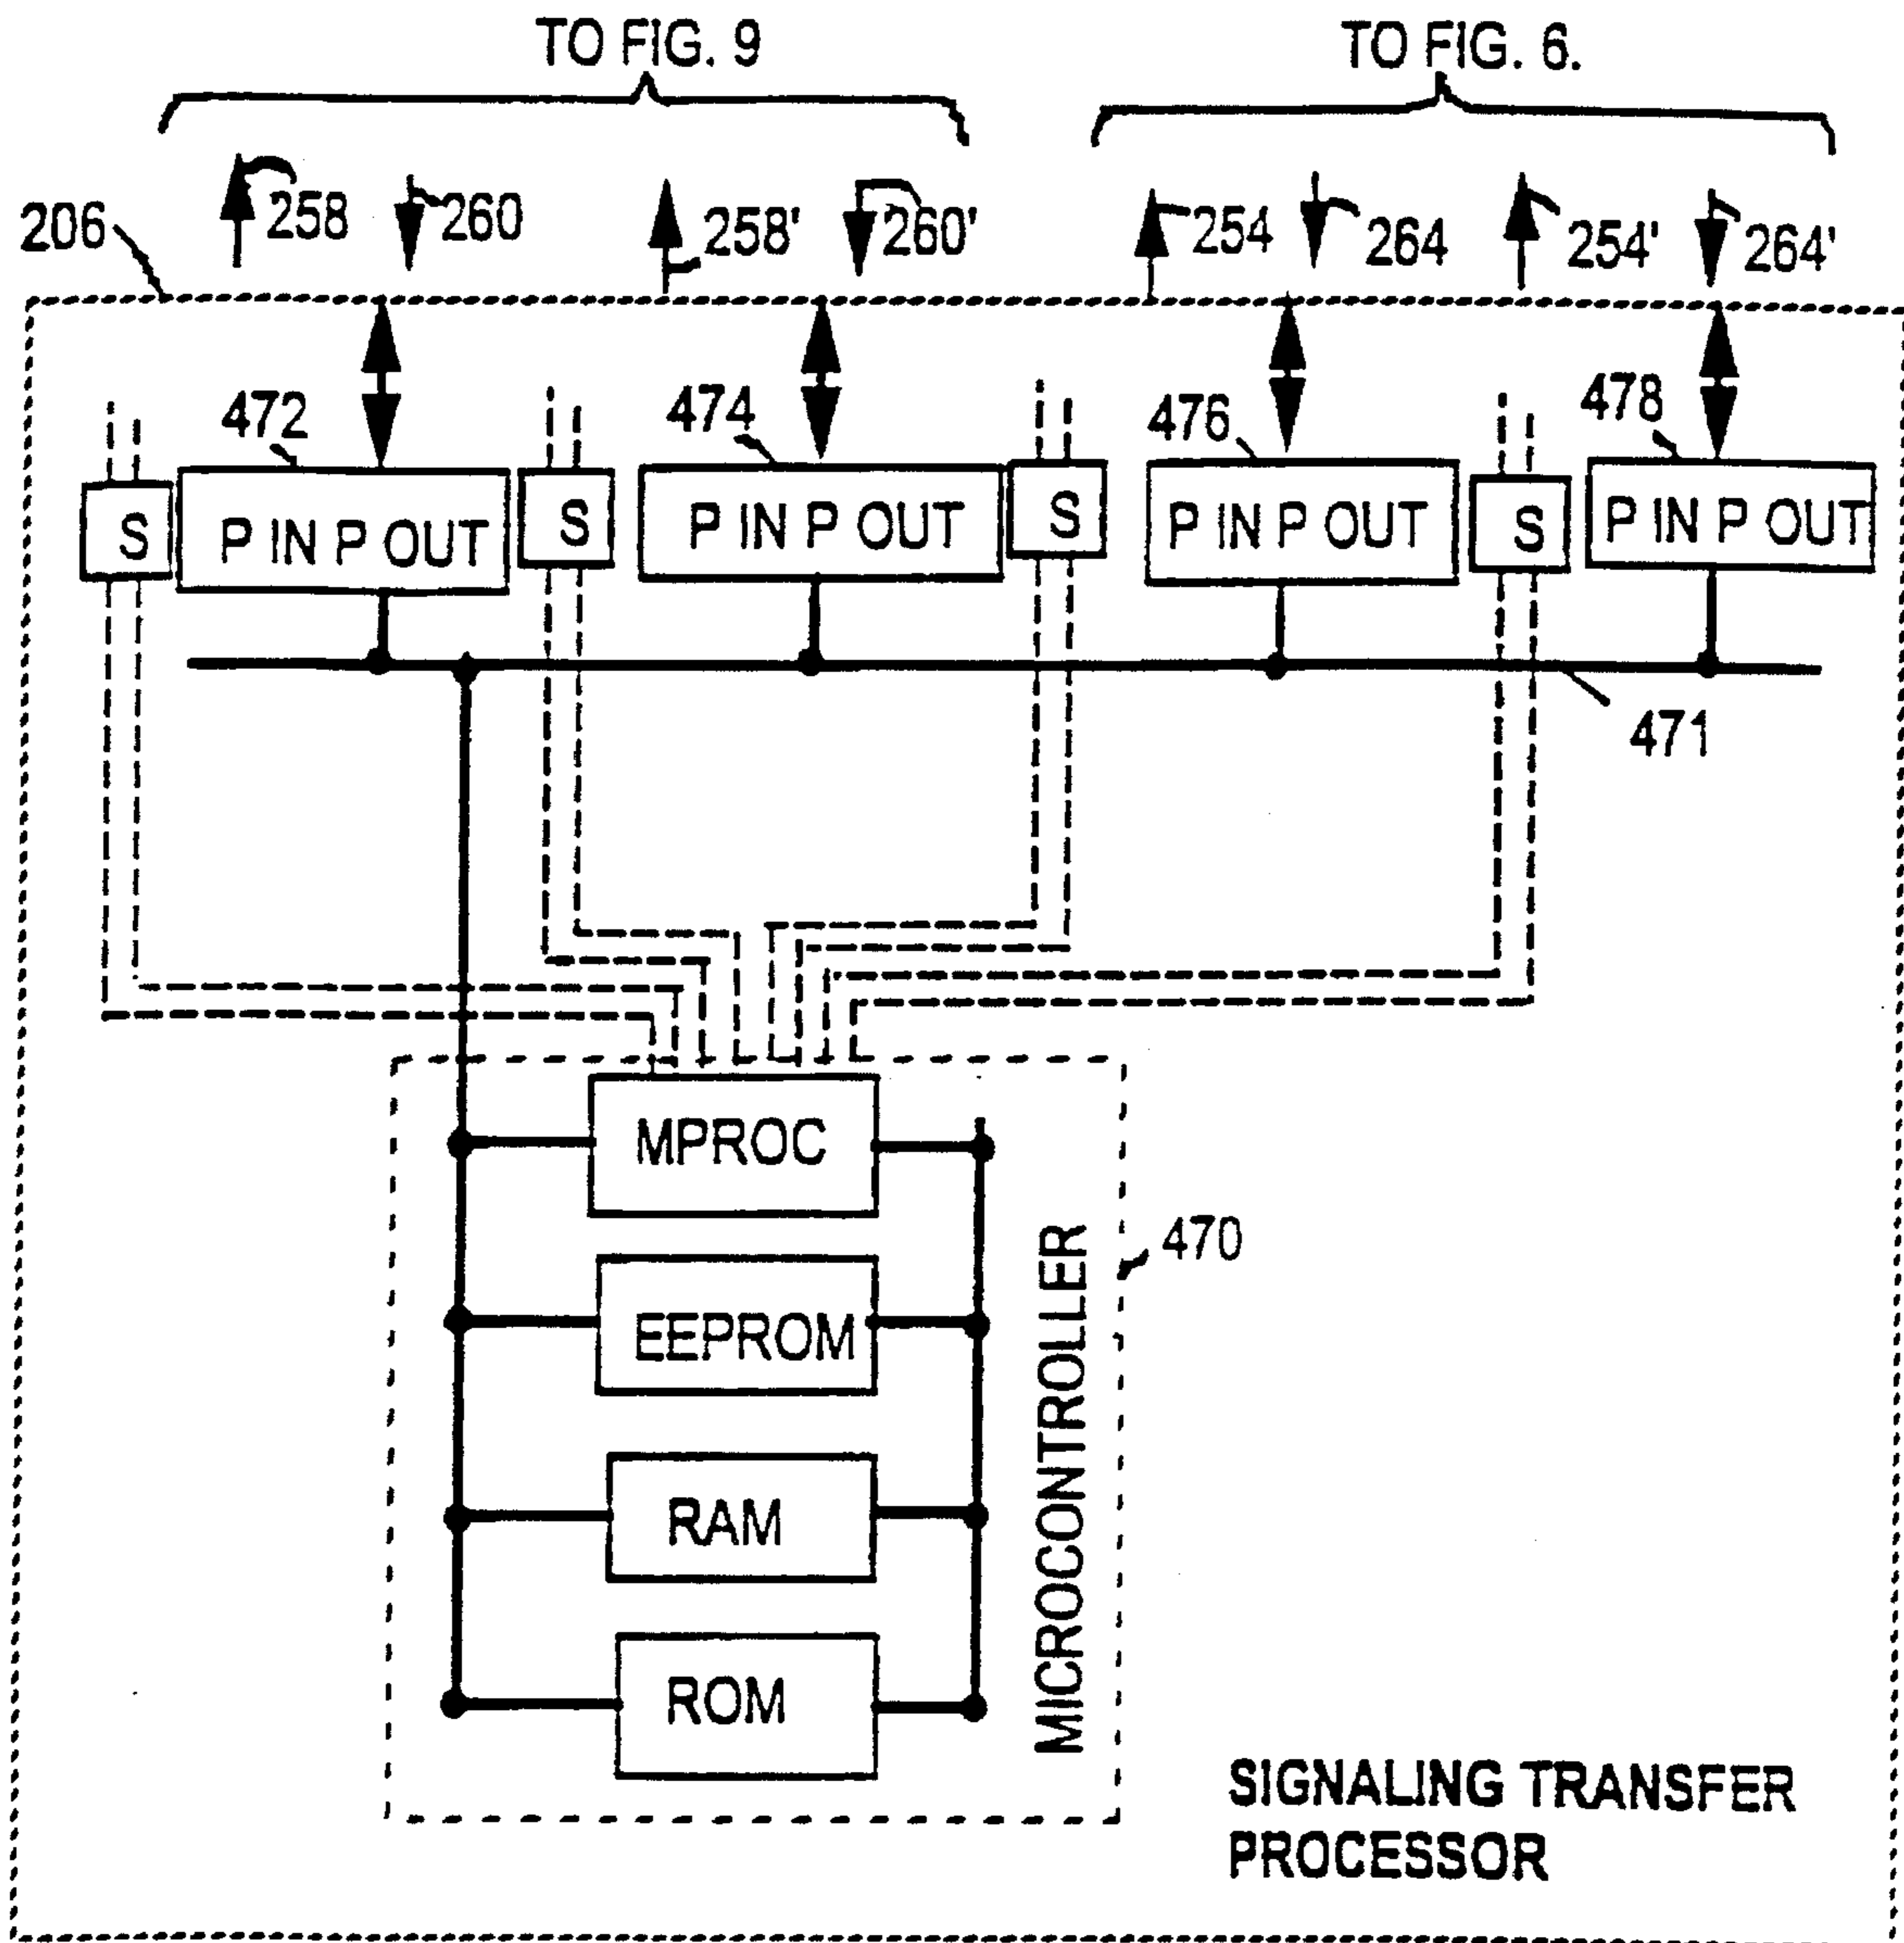 TO FIG. 9
TO FIG. 6.
206
258
260
258'
260'
254
264
254'
264'
472
474
476
478
S
P IN P OUT
S
P IN P OUT
S
P IN P OUT
S
P IN P OUT
471
MPROC
EEPROM
RAM
ROM
MICROCONTROLLER
470
SIGNALING TRANSFER
PROCESSOR